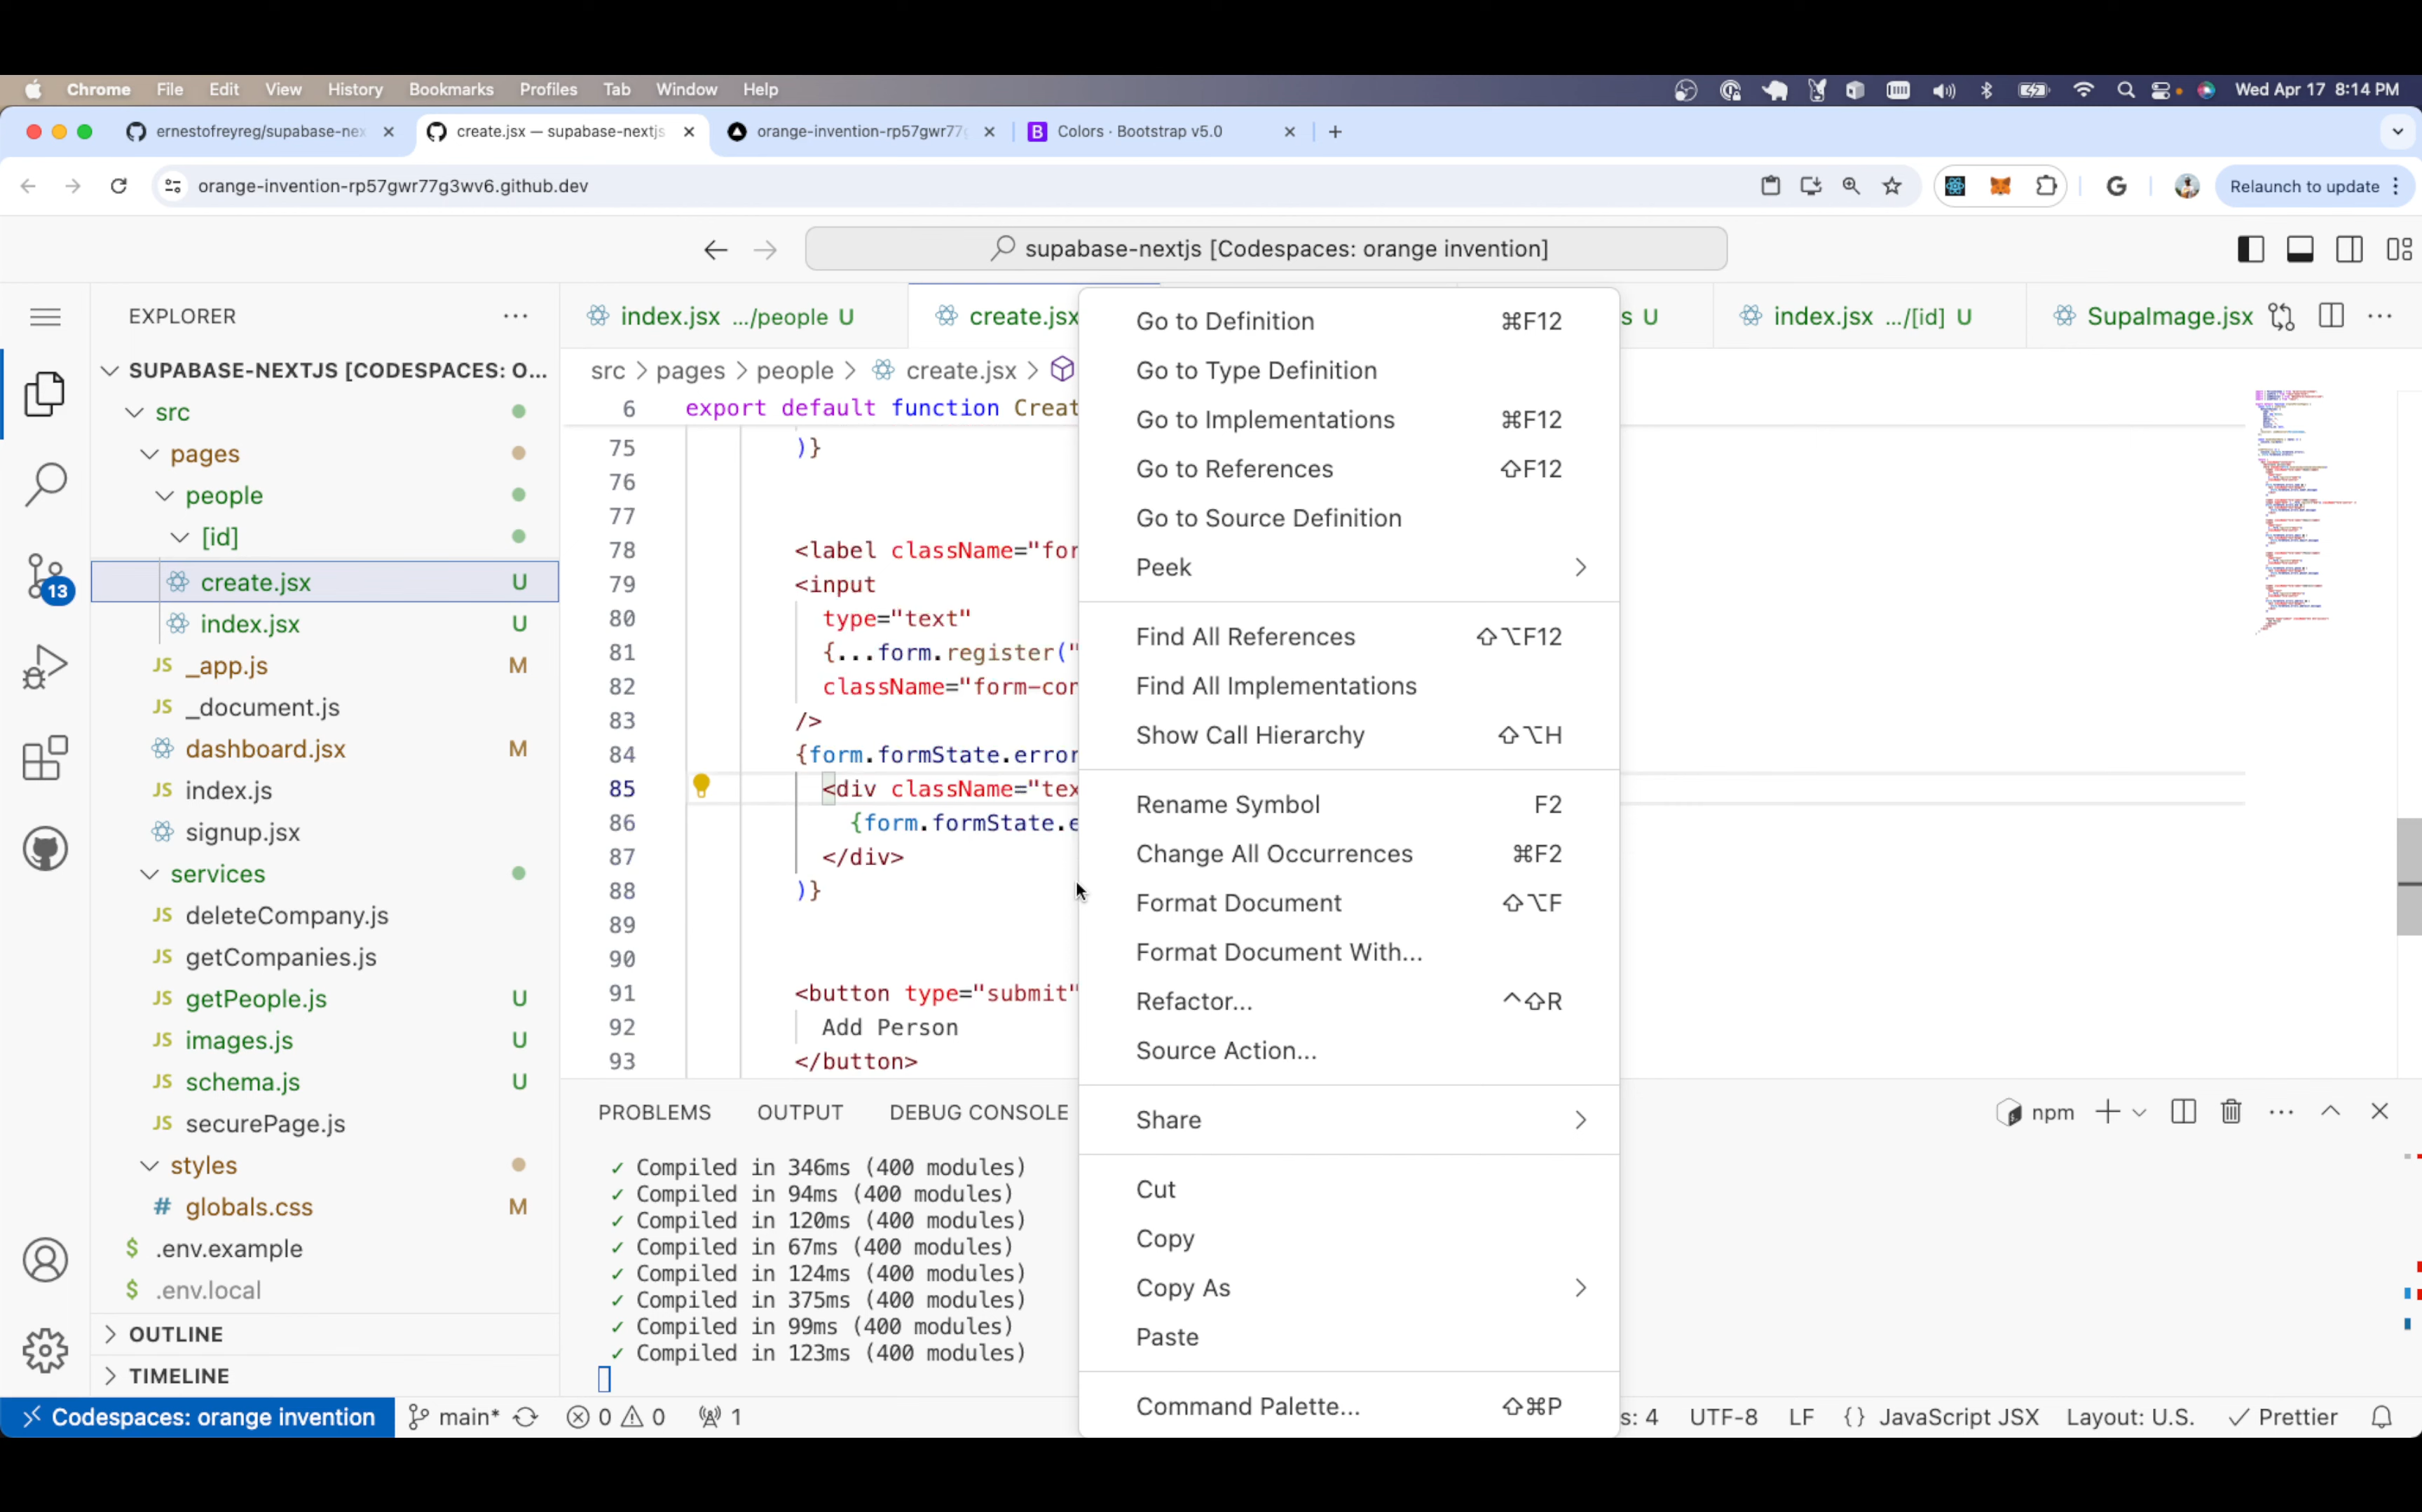 Chrome File Edit View History Bookmarks Profiles Tab Window Help Wed Apr 17 8:14 PM
ernestofreyreg/supabase-nex create.jsx — supabase-nextjs orange-invention-rp57gwr77g Colors · Bootstrap v5.0
orange-invention-rp57gwr77g3wv6.github.dev Relaunch to update
supabase-nextjs [Codespaces: orange invention]
EXPLORER
SUPABASE-NEXTJS [CODESPACES: O...
src
pages
people
[id]
create.jsx U
index.jsx U
JS _app.js M
JS _document.js
dashboard.jsx M
JS index.js
signup.jsx
services
JS deleteCompany.js
JS getCompanies.js
JS getPeople.js U
JS images.js U
JS schema.js U
JS securePage.js
styles
# globals.css M
$ .env.example
$ .env.local
OUTLINE
TIMELINE
13
index.jsx .../people U create.jsx s U index.jsx .../[id] U SupaImage.jsx
src > pages > people > create.jsx >
6 export default function Creat
75 )}
76
77
78 <label className="for
79 <input
80 type="text"
81 {...form.register("
82 className="form-con
83 />
84 {form.formState.error
85 <div className="tex
86 {form.formState.e
87 </div>
88 )}
89
90
91 <button type="submit"
92 Add Person
93 </button>
Go to Definition ⌘F12
Go to Type Definition
Go to Implementations ⌘F12
Go to References ⇧F12
Go to Source Definition
Peek
Find All References ⇧⌥F12
Find All Implementations
Show Call Hierarchy ⇧⌥H
Rename Symbol F2
Change All Occurrences ⌘F2
Format Document ⇧⌥F
Format Document With...
Refactor... ^⇧R
Source Action...
Share
Cut
Copy
Copy As
Paste
Command Palette... ⇧⌘P
PROBLEMS OUTPUT DEBUG CONSOLE npm
✓ Compiled in 346ms (400 modules)
✓ Compiled in 94ms (400 modules)
✓ Compiled in 120ms (400 modules)
✓ Compiled in 67ms (400 modules)
✓ Compiled in 124ms (400 modules)
✓ Compiled in 375ms (400 modules)
✓ Compiled in 99ms (400 modules)
✓ Compiled in 123ms (400 modules)
Codespaces: orange invention main* 0 0 1 s: 4 UTF-8 LF {} JavaScript JSX Layout: U.S. ✓ Prettier